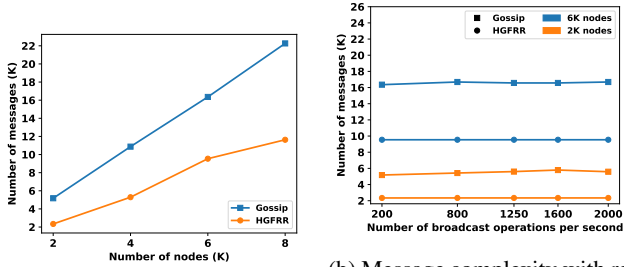 22
20
18
16
14
12
10
8
6
4
2
Number of messages (K)
2 4 6 8
Number of nodes (K)
Gossip
HGFRR
26
24
22
20
18
16
14
12
10
8
6
4
2
Number of messages (K)
Gossip 6K nodes
HGFRR 2K nodes
200 800 1250 1600 2000
Number of broadcast operations per second
(b) Message complexity with